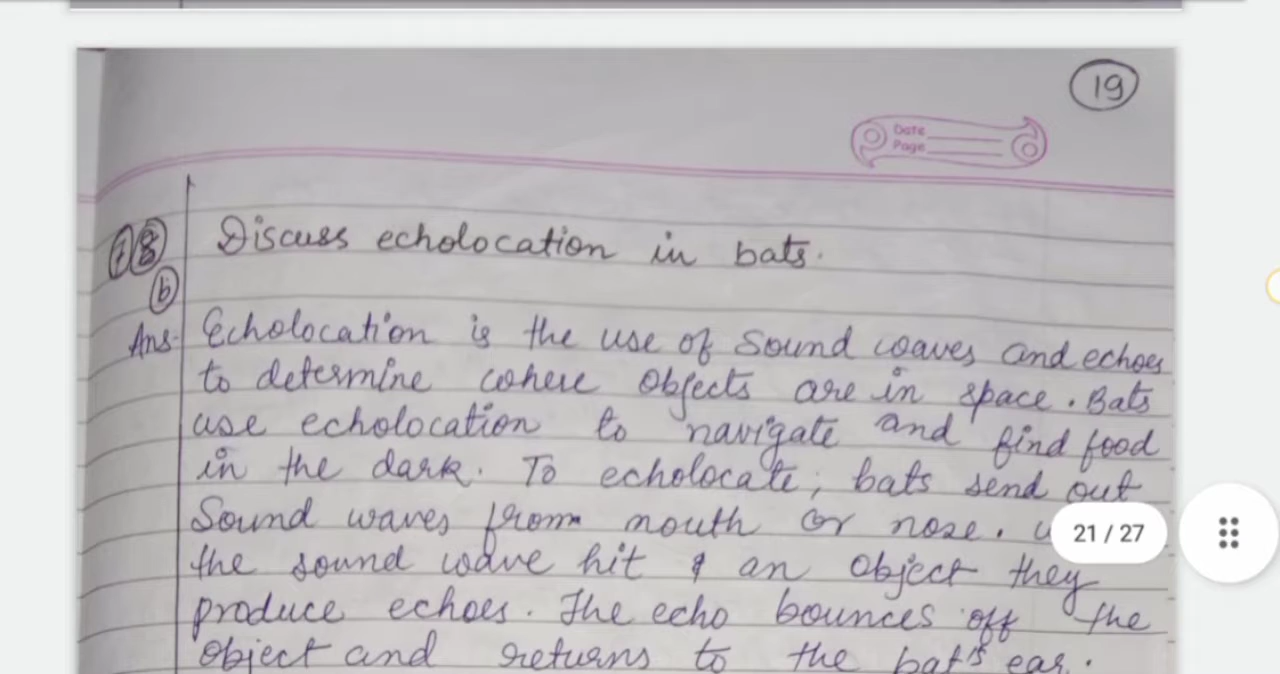 19
Date
Page
18
b
Discuss echolocation in bats.
Ans- Echolocation is the use of sound waves and echoes
to determine where objects are in space. Bats
use echolocation to navigate and find food
in the dark. To echolocate, bats send out
Sound waves from mouth or nose.
the sound wave hit an object they
produce echoes. The echo bounces off the
object and returns to the bat's ear.
21 / 27